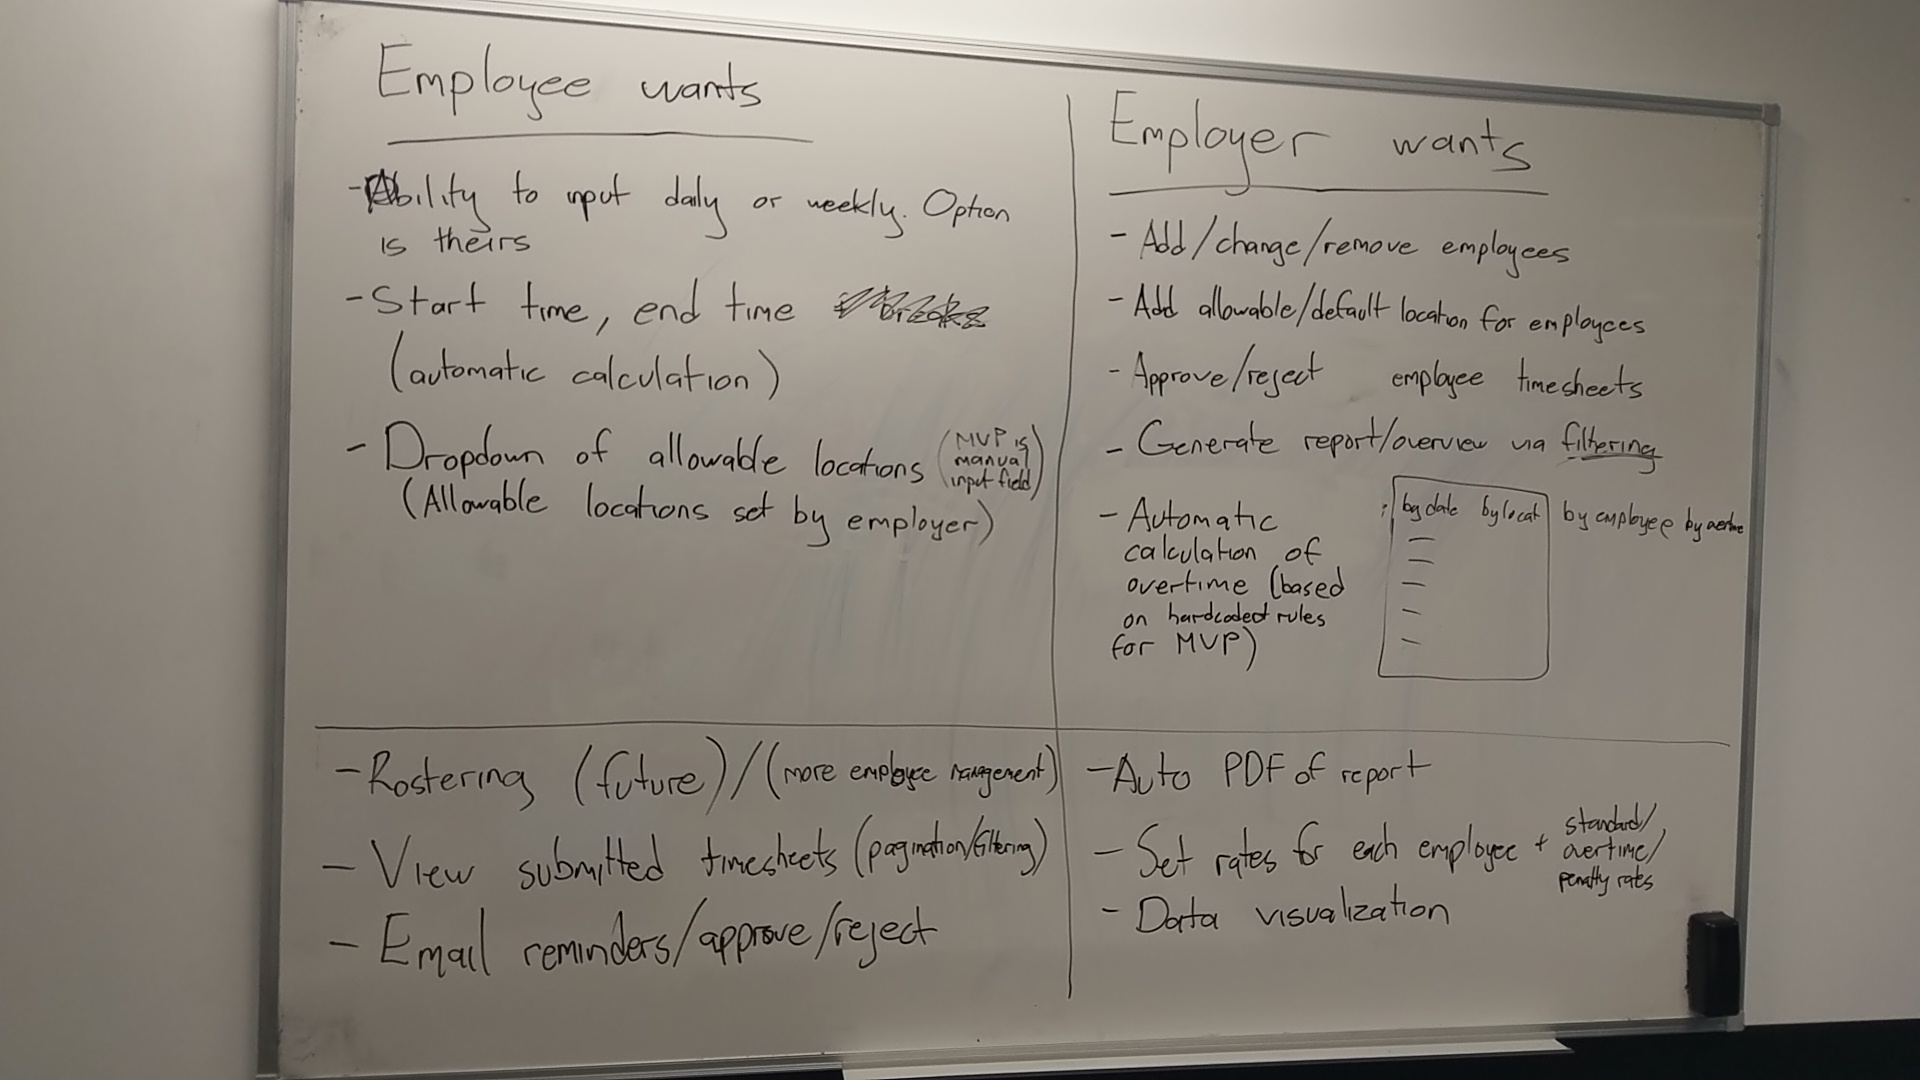 Employee wants
-Ability to input daily or weekly. Option
is theirs
-Start time, end time
(automatic calculation)
- Dropdown of allowable locations (MVP is
manual
input field)
(Allowable locations set by employer)
Employer wants
- Add/change/remove employees
- Add allowable/default location for employees
- Approve/reject employee timesheets
- Generate report/overview via filtering
- Automatic
calculation of
overtime (based
on hardcoded rules
for MVP)
by date by locat by employee by
-Rostering (future)/(more employee management)
- View submitted timesheets (pagination/filtering)
- Email reminders/approve/reject
-Auto PDF of report
- Set rates for each employee + standard/
overtime/
penalty rates
- Data visualization